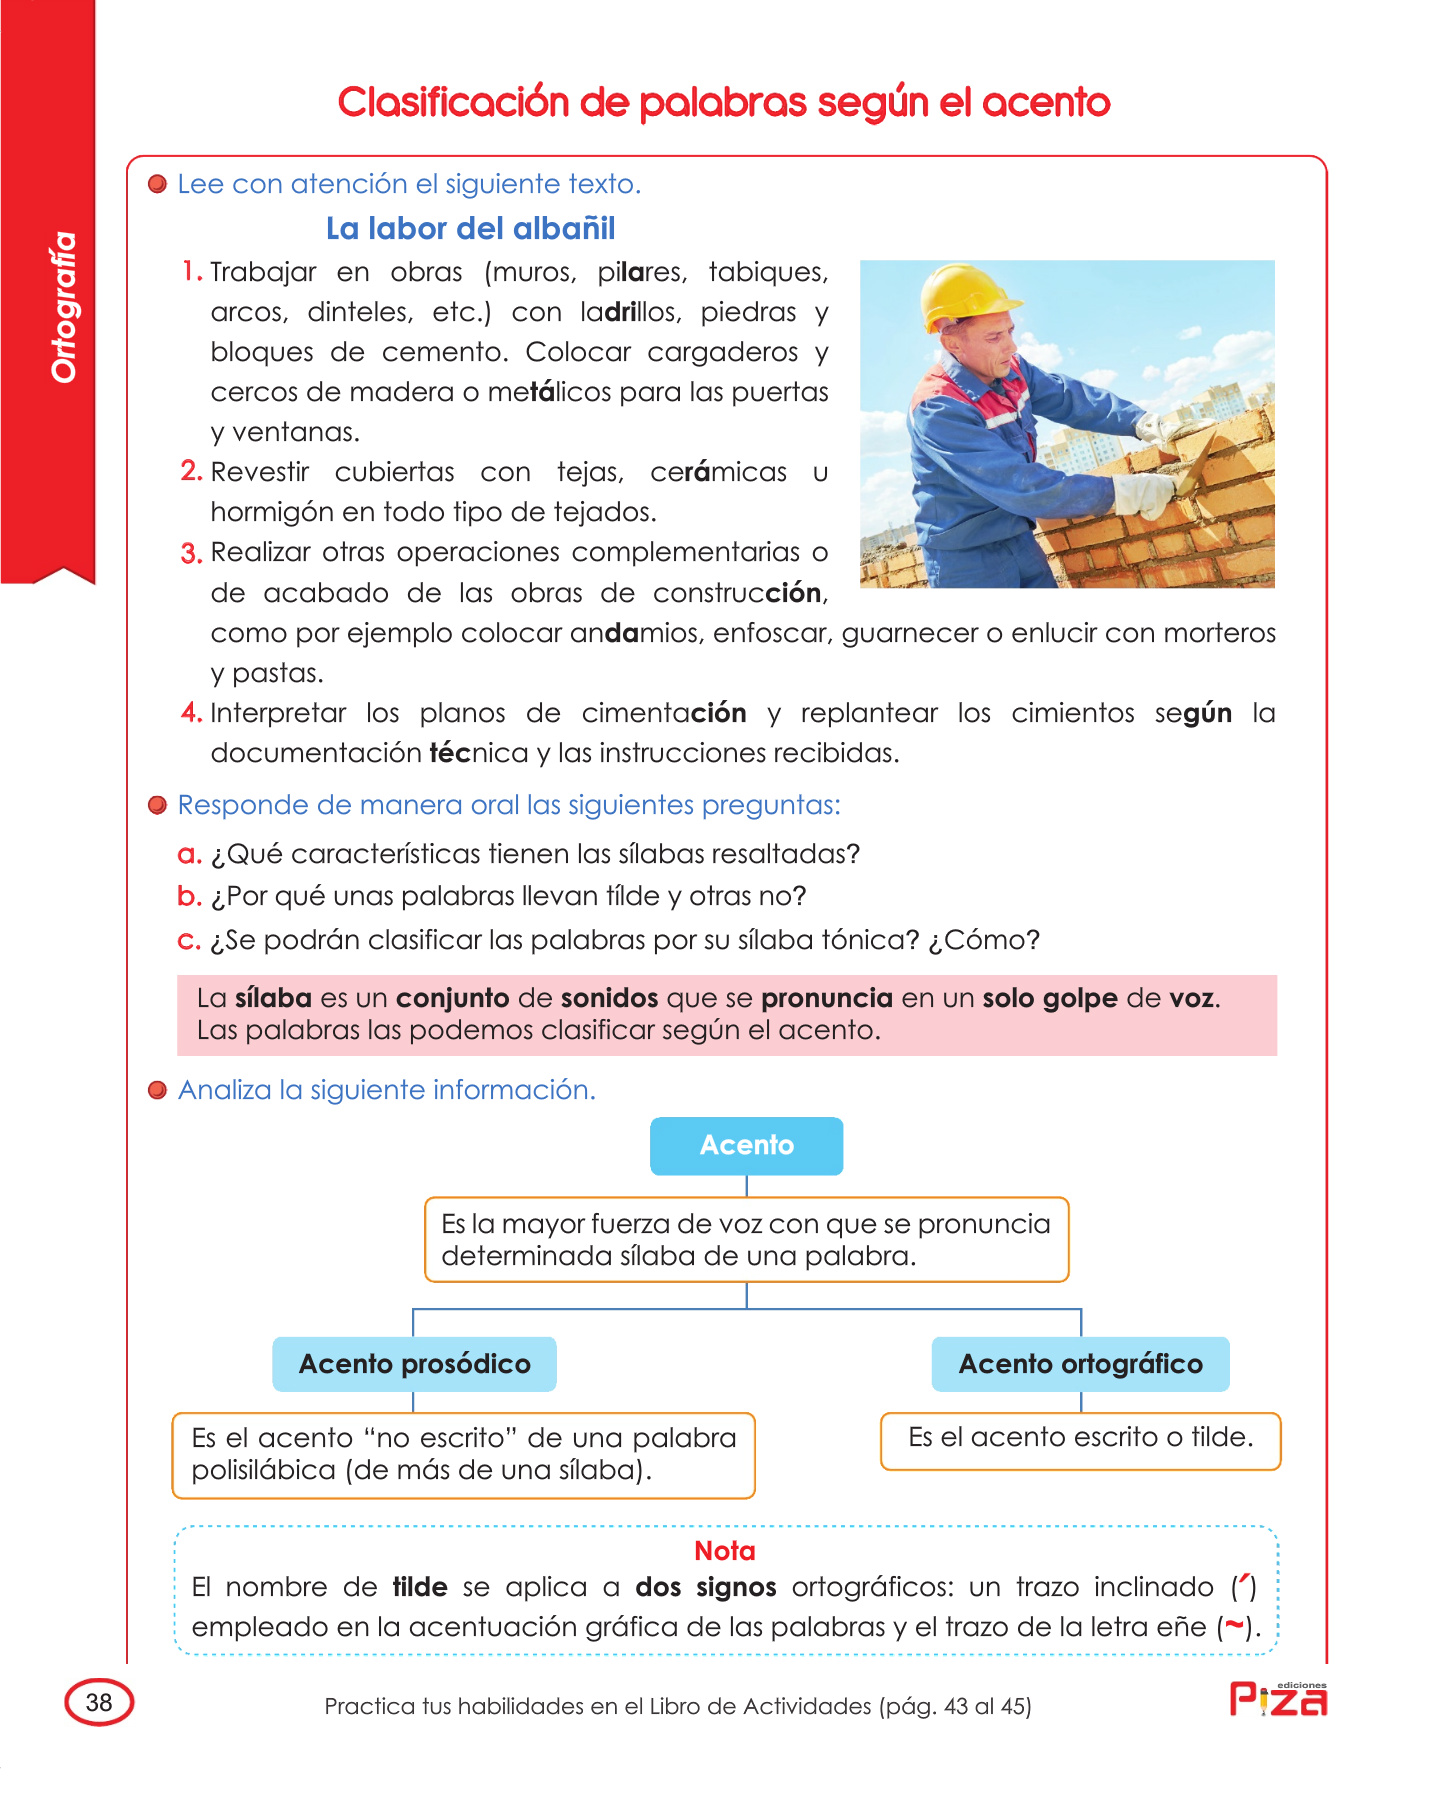 Ortografía
Clasificación de palabras según el acento
Lee con atención el siguiente texto.
La labor del albañil
1. Trabajar en obras (muros, pilares, tabiques,
arcos, dinteles, etc.) con ladrillos, piedras y
bloques de cemento. Colocar cargaderos y
cercos de madera o metálicos para las puertas
y ventanas.
2. Revestir cubiertas con tejas, cerámicas u
hormigón en todo tipo de tejados.
3. Realizar otras operaciones complementarias o
de acabado de las obras de construcción,
como por ejemplo colocar andamios, enfoscar, guarnecer o enlucir con morteros
y pastas.
4. Interpretar los planos de cimentación y replantear los cimientos según la
documentación técnica y las instrucciones recibidas.
Responde de manera oral las siguientes preguntas:
a. ¿Qué características tienen las sílabas resaltadas?
b. ¿Por qué unas palabras llevan tílde y otras no?
c. ¿Se podrán clasificar las palabras por su sílaba tónica? ¿Cómo?
La sílaba es un conjunto de sonidos que se pronuncia en un solo golpe de voz.
Las palabras las podemos clasificar según el acento.
Analiza la siguiente información.
Acento
Es la mayor fuerza de voz con que se pronuncia
determinada sílaba de una palabra.
Acento prosódico
Acento ortográfico
Es el acento “no escrito” de una palabra
polisilábica (de más de una sílaba).
Es el acento escrito o tilde.
Nota
El nombre de tilde se aplica a dos signos ortográficos: un trazo inclinado (´)
empleado en la acentuación gráfica de las palabras y el trazo de la letra eñe (~).
38
Practica tus habilidades en el Libro de Actividades (pág. 43 al 45)
ediciones
Piza